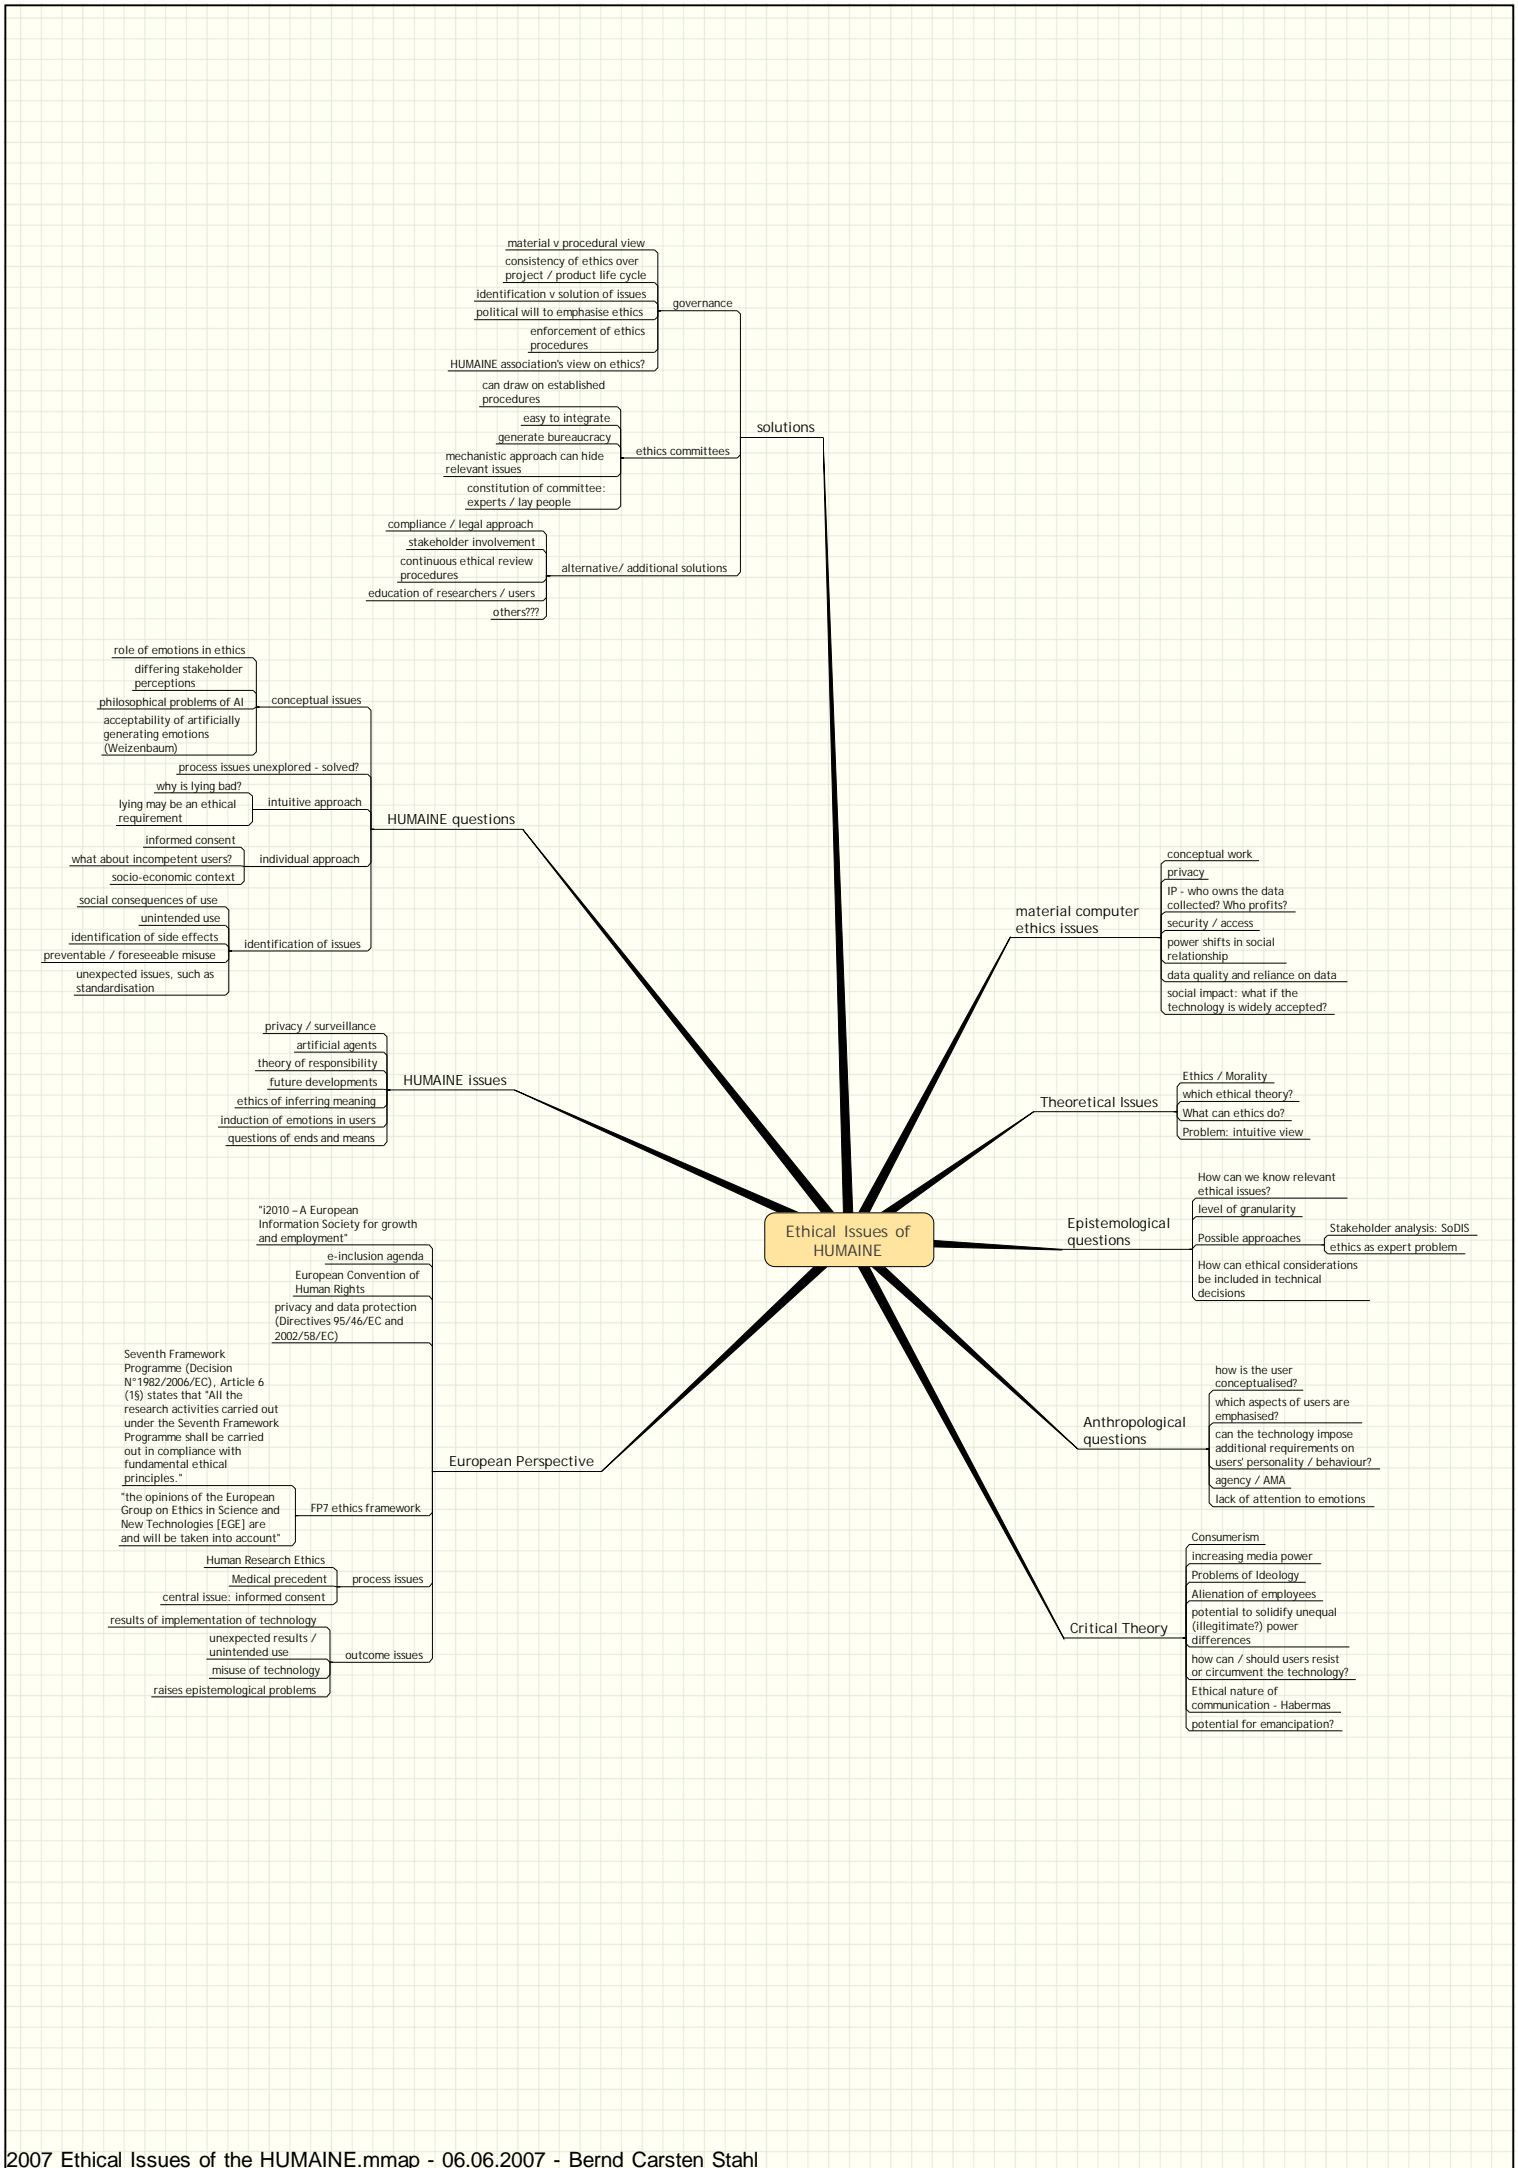 material v procedural view
consistency of ethics over
project / product life cycle
identification v solution of issues
political will to emphasise ethics
enforcement of ethics
procedures
HUMAINE association's view on ethics?
governance
can draw on established
procedures
easy to integrate
generate bureaucracy
mechanistic approach can hide
relevant issues
constitution of committee:
experts / lay people
ethics committees
compliance / legal approach
stakeholder involvement
continuous ethical review
procedures
education of researchers / users
others???
alternative/ additional solutions
solutions
role of emotions in ethics
differing stakeholder
perceptions
philosophical problems of AI
acceptability of artificially
generating emotions
(Weizenbaum)
conceptual issues
process issues unexplored - solved?
why is lying bad?
lying may be an ethical
requirement
intuitive approach
informed consent
what about incompetent users?
socio-economic context
individual approach
social consequences of use
unintended use
identification of side effects
preventable / foreseeable misuse
unexpected issues, such as
standardisation
identification of issues
HUMAINE questions
privacy / surveillance
artificial agents
theory of responsibility
future developments
ethics of inferring meaning
induction of emotions in users
questions of ends and means
HUMAINE issues
"i2010 – A European
Information Society for growth
and employment"
e-inclusion agenda
European Convention of
Human Rights
privacy and data protection
(Directives 95/46/EC and
2002/58/EC)
Seventh Framework
Programme (Decision
N°1982/2006/EC), Article 6
(1§) states that "All the
research activities carried out
under the Seventh Framework
Programme shall be carried
out in compliance with
fundamental ethical
principles."
"the opinions of the European
Group on Ethics in Science and
New Technologies [EGE] are
and will be taken into account"
FP7 ethics framework
Human Research Ethics
Medical precedent
central issue: informed consent
process issues
results of implementation of technology
unexpected results /
unintended use
misuse of technology
raises epistemological problems
outcome issues
European Perspective
Ethical Issues of
HUMAINE
material computer
ethics issues
conceptual work
privacy
IP - who owns the data
collected? Who profits?
security / access
power shifts in social
relationship
data quality and reliance on data
social impact: what if the
technology is widely accepted?
Theoretical Issues
Ethics / Morality
which ethical theory?
What can ethics do?
Problem: intuitive view
Epistemological
questions
How can we know relevant
ethical issues?
level of granularity
Possible approaches
Stakeholder analysis: SoDIS
ethics as expert problem
How can ethical considerations
be included in technical
decisions
Anthropological
questions
how is the user
conceptualised?
which aspects of users are
emphasised?
can the technology impose
additional requirements on
users' personality / behaviour?
agency / AMA
lack of attention to emotions
Critical Theory
Consumerism
increasing media power
Problems of Ideology
Alienation of employees
potential to solidify unequal
(illegitimate?) power
differences
how can / should users resist
or circumvent the technology?
Ethical nature of
communication - Habermas
potential for emancipation?
2007 Ethical Issues of the HUMAINE.mmap - 06.06.2007 - Bernd Carsten Stahl